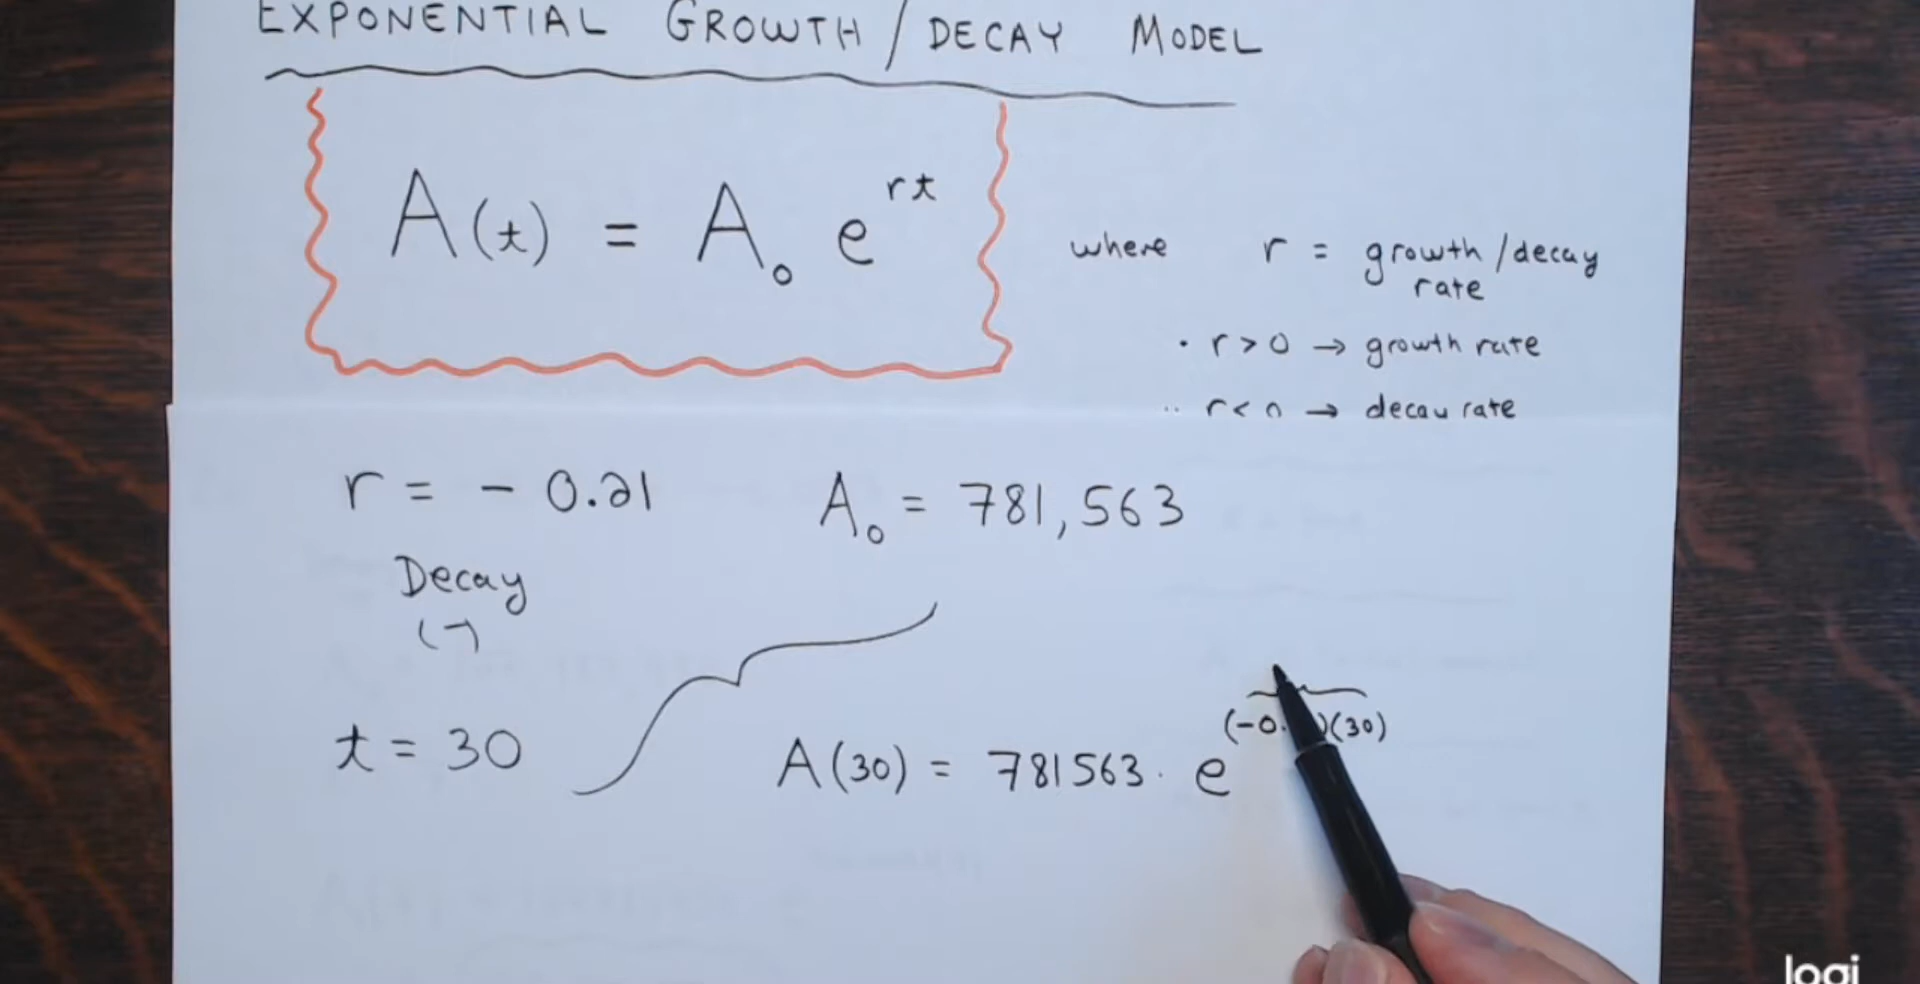 EXPONENTIAL GROWTH / DECAY MODEL
A(t) = A₀ e^rt
where r = growth/decay rate
· r > 0 → growth rate
·· r < 0 → decay rate
r = - 0.21
A₀ = 781,563
Decay
(-)
t = 30
A(30) = 781563 · e^(-0. )(30)
logi